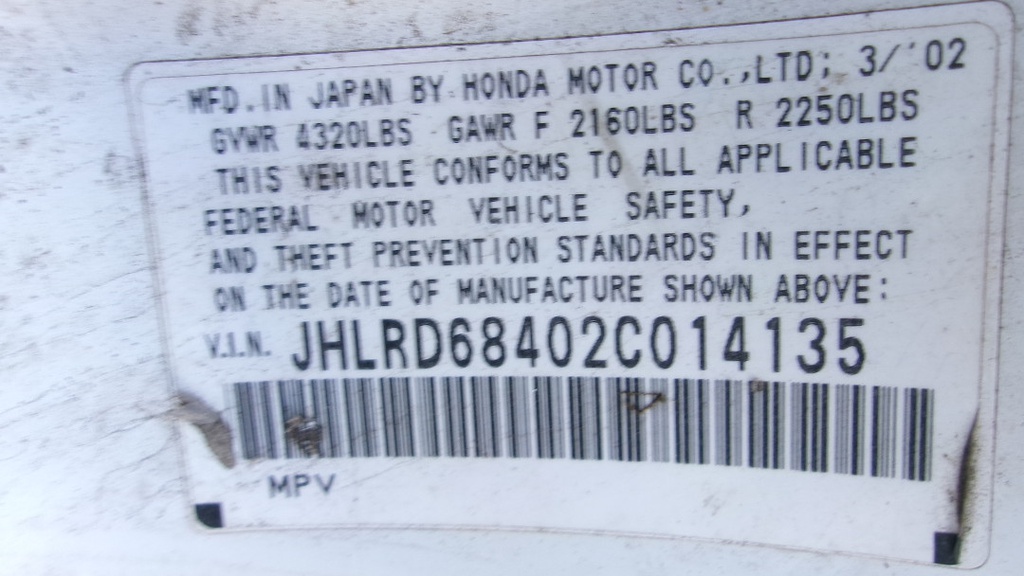 MFD. IN JAPAN BY HONDA MOTOR CO.,LTD; 3/'02
GVWR 4320LBS GAWR F 2160LBS R 2250LBS
THIS VEHICLE CONFORMS TO ALL APPLICABLE
FEDERAL MOTOR VEHICLE SAFETY,
AND THEFT PREVENTION STANDARDS IN EFFECT
ON THE DATE OF MANUFACTURE SHOWN ABOVE:
V.I.N. JHLRD68402C014135
MPV